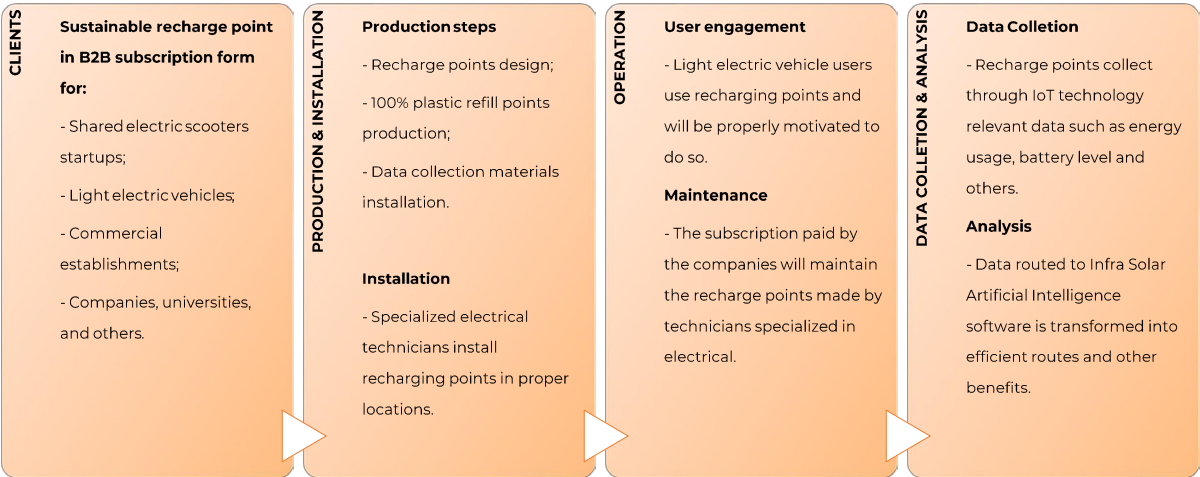 CLIENTS
Sustainable recharge point
in B2B subscription form
for:
- Shared electric scooters
startups;
- Light electric vehicles;
- Commercial
establishments;
- Companies, universities,
and others.
PRODUCTION & INSTALLATION
Production steps
- Recharge points design;
- 100% plastic refill points
production;
- Data collection materials
installation.
Installation
- Specialized electrical
technicians install
recharging points in proper
locations.
OPERATION
User engagement
- Light electric vehicle users
use recharging points and
will be properly motivated to
do so.
Maintenance
- The subscription paid by
the companies will maintain
the recharge points made by
technicians specialized in
electrical.
DATA COLLETION & ANALYSIS
Data Colletion
- Recharge points collect
through IoT technology
relevant data such as energy
usage, battery level and
others.
Analysis
- Data routed to Infra Solar
Artificial Intelligence
software is transformed into
efficient routes and other
benefits.